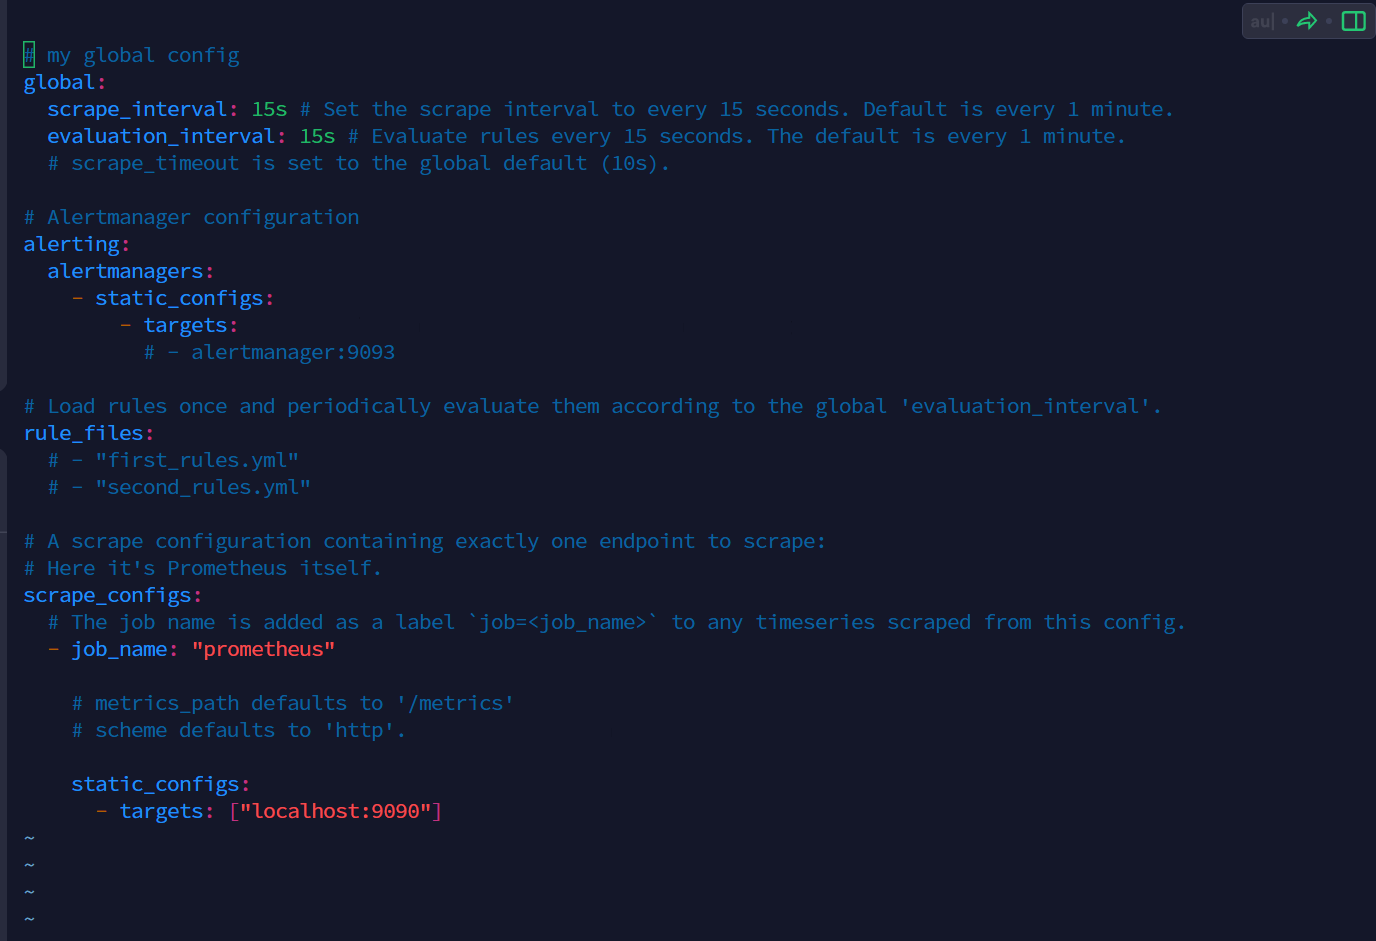 au|
# my global config
global:
  scrape_interval: 15s # Set the scrape interval to every 15 seconds. Default is every 1 minute.
  evaluation_interval: 15s # Evaluate rules every 15 seconds. The default is every 1 minute.
  # scrape_timeout is set to the global default (10s).

# Alertmanager configuration
alerting:
  alertmanagers:
    - static_configs:
        - targets:
          # - alertmanager:9093

# Load rules once and periodically evaluate them according to the global 'evaluation_interval'.
rule_files:
  # - "first_rules.yml"
  # - "second_rules.yml"

# A scrape configuration containing exactly one endpoint to scrape:
# Here it's Prometheus itself.
scrape_configs:
  # The job name is added as a label `job=<job_name>` to any timeseries scraped from this config.
  - job_name: "prometheus"

    # metrics_path defaults to '/metrics'
    # scheme defaults to 'http'.

    static_configs:
      - targets: ["localhost:9090"]
~
~
~
~